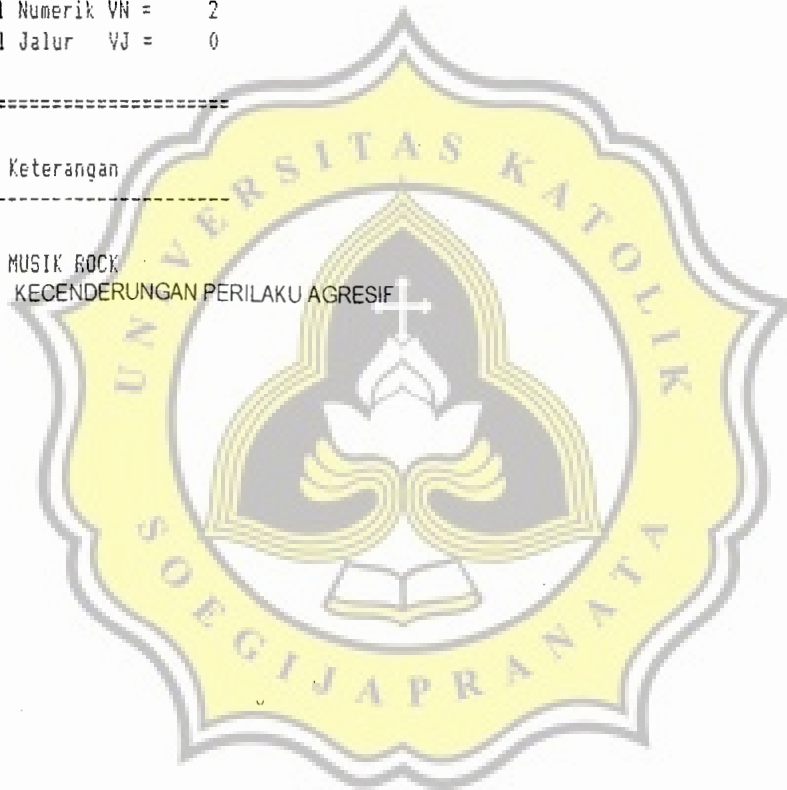 l Numerik VN = 2
l Jalur VJ = 0
====================
Keterangan
--------------------
MUSIK ROCK
KECENDERUNGAN PERILAKU AGRESIF
UNIVERSITAS KATOLIK
SOEGIJAPRANATA